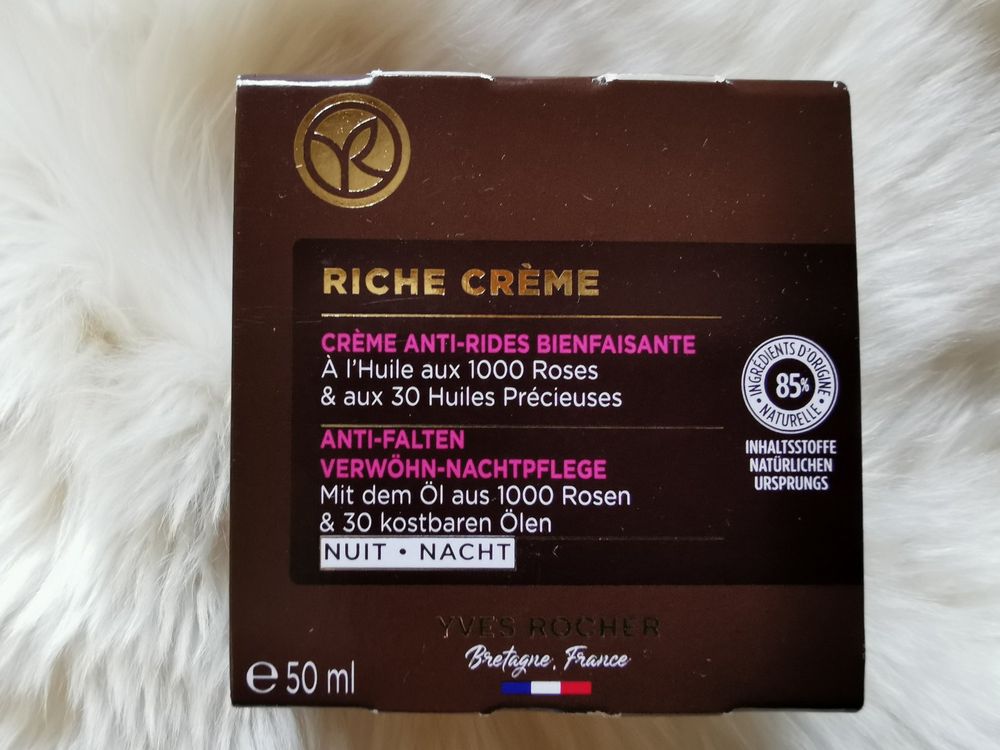 RICHE CRÈME
CRÈME ANTI-RIDES BIENFAISANTE
À l'Huile aux 1000 Roses
& aux 30 Huiles Précieuses
ANTI-FALTEN
VERWÖHN-NACHTPFLEGE
Mit dem Öl aus 1000 Rosen
& 30 kostbaren Ölen
NUIT • NACHT
INGRÉDIENTS D'ORIGINE
85%
• NATURELLE •
INHALTSSTOFFE
NATÜRLICHEN
URSPRUNGS
YVES ROCHER
Bretagne, France
℮ 50 ml